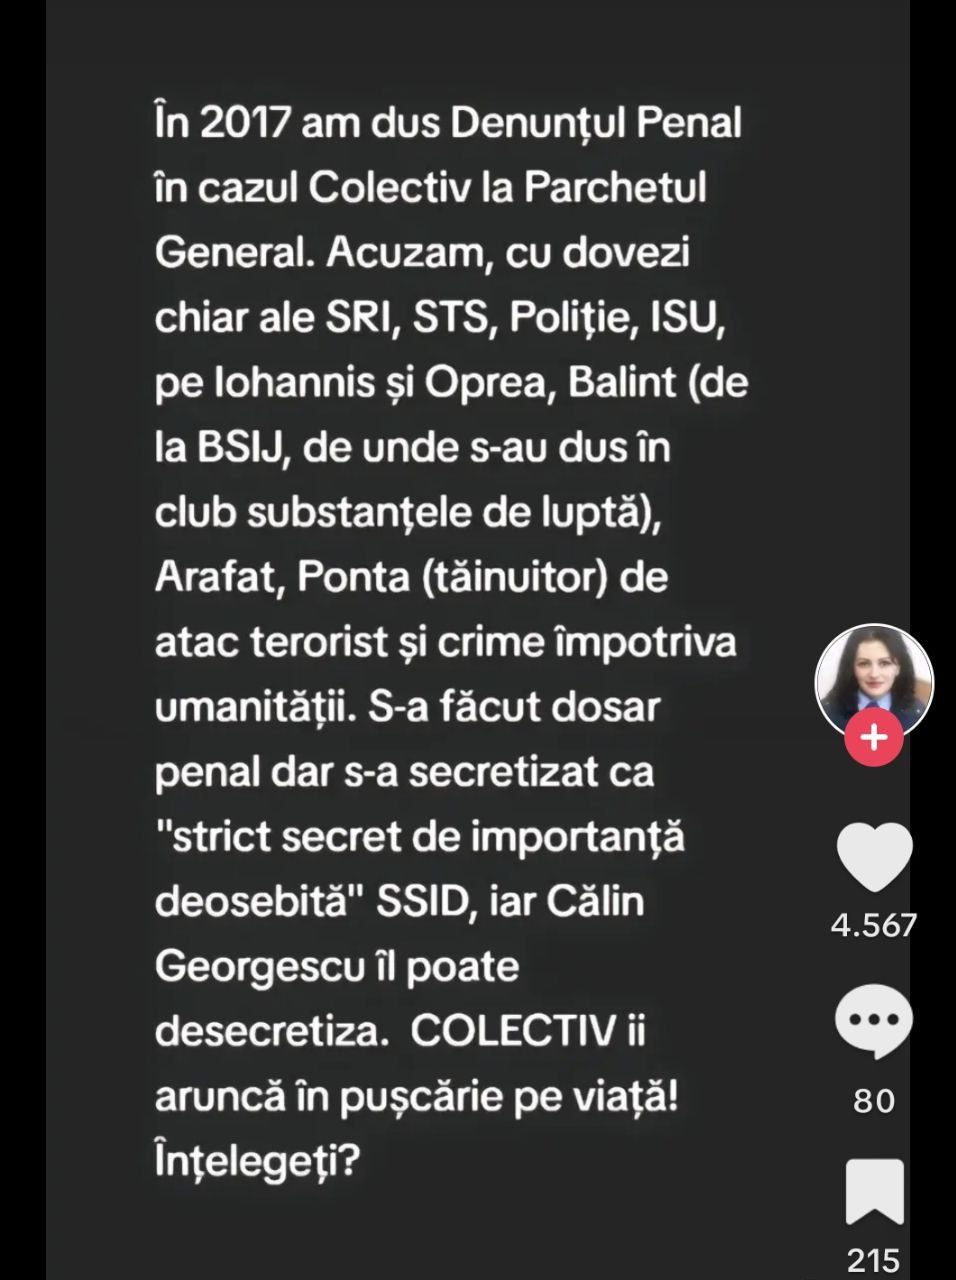 În 2017 am dus Denunțul Penal
în cazul Colectiv la Parchetul
General. Acuzam, cu dovezi
chiar ale SRI, STS, Poliție, ISU,
pe Iohannis și Oprea, Balint (de
la BSIJ, de unde s-au dus în
club substanțele de luptă),
Arafat, Ponta (tăinuitor) de
atac terorist și crime împotriva
umanității. S-a făcut dosar
penal dar s-a secretizat ca
"strict secret de importanță
deosebită" SSID, iar Călin
Georgescu îl poate
desecretiza.  COLECTIV ii
aruncă în pușcărie pe viață!
Înțelegeți?
4.567
80
215